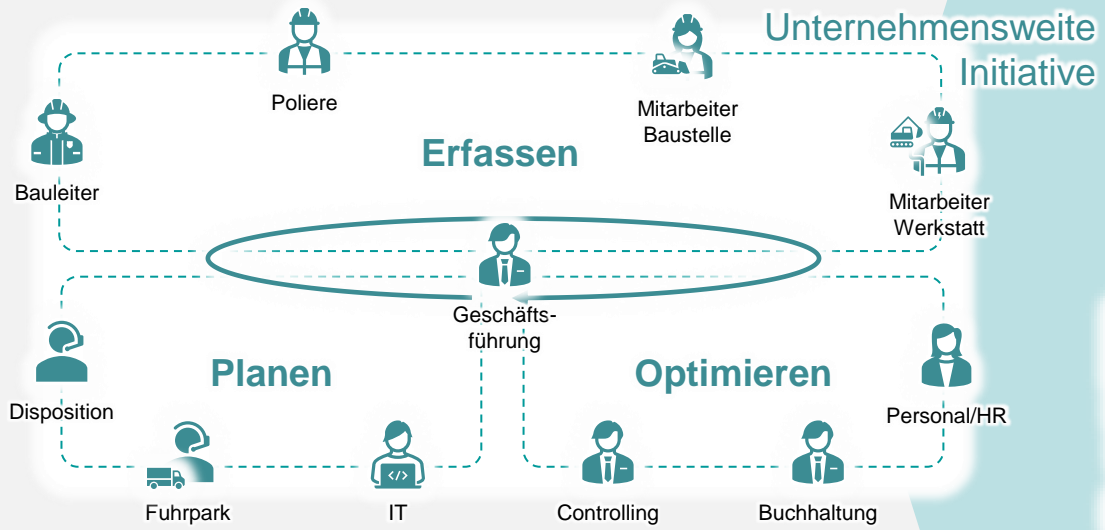 Unternehmensweite
Initiative
Poliere
Mitarbeiter
Baustelle
Erfassen
Bauleiter
Mitarbeiter
Werkstatt
Geschäfts-
führung
Planen
Optimieren
Disposition
Personal/HR
</>
Fuhrpark
IT
Controlling
Buchhaltung